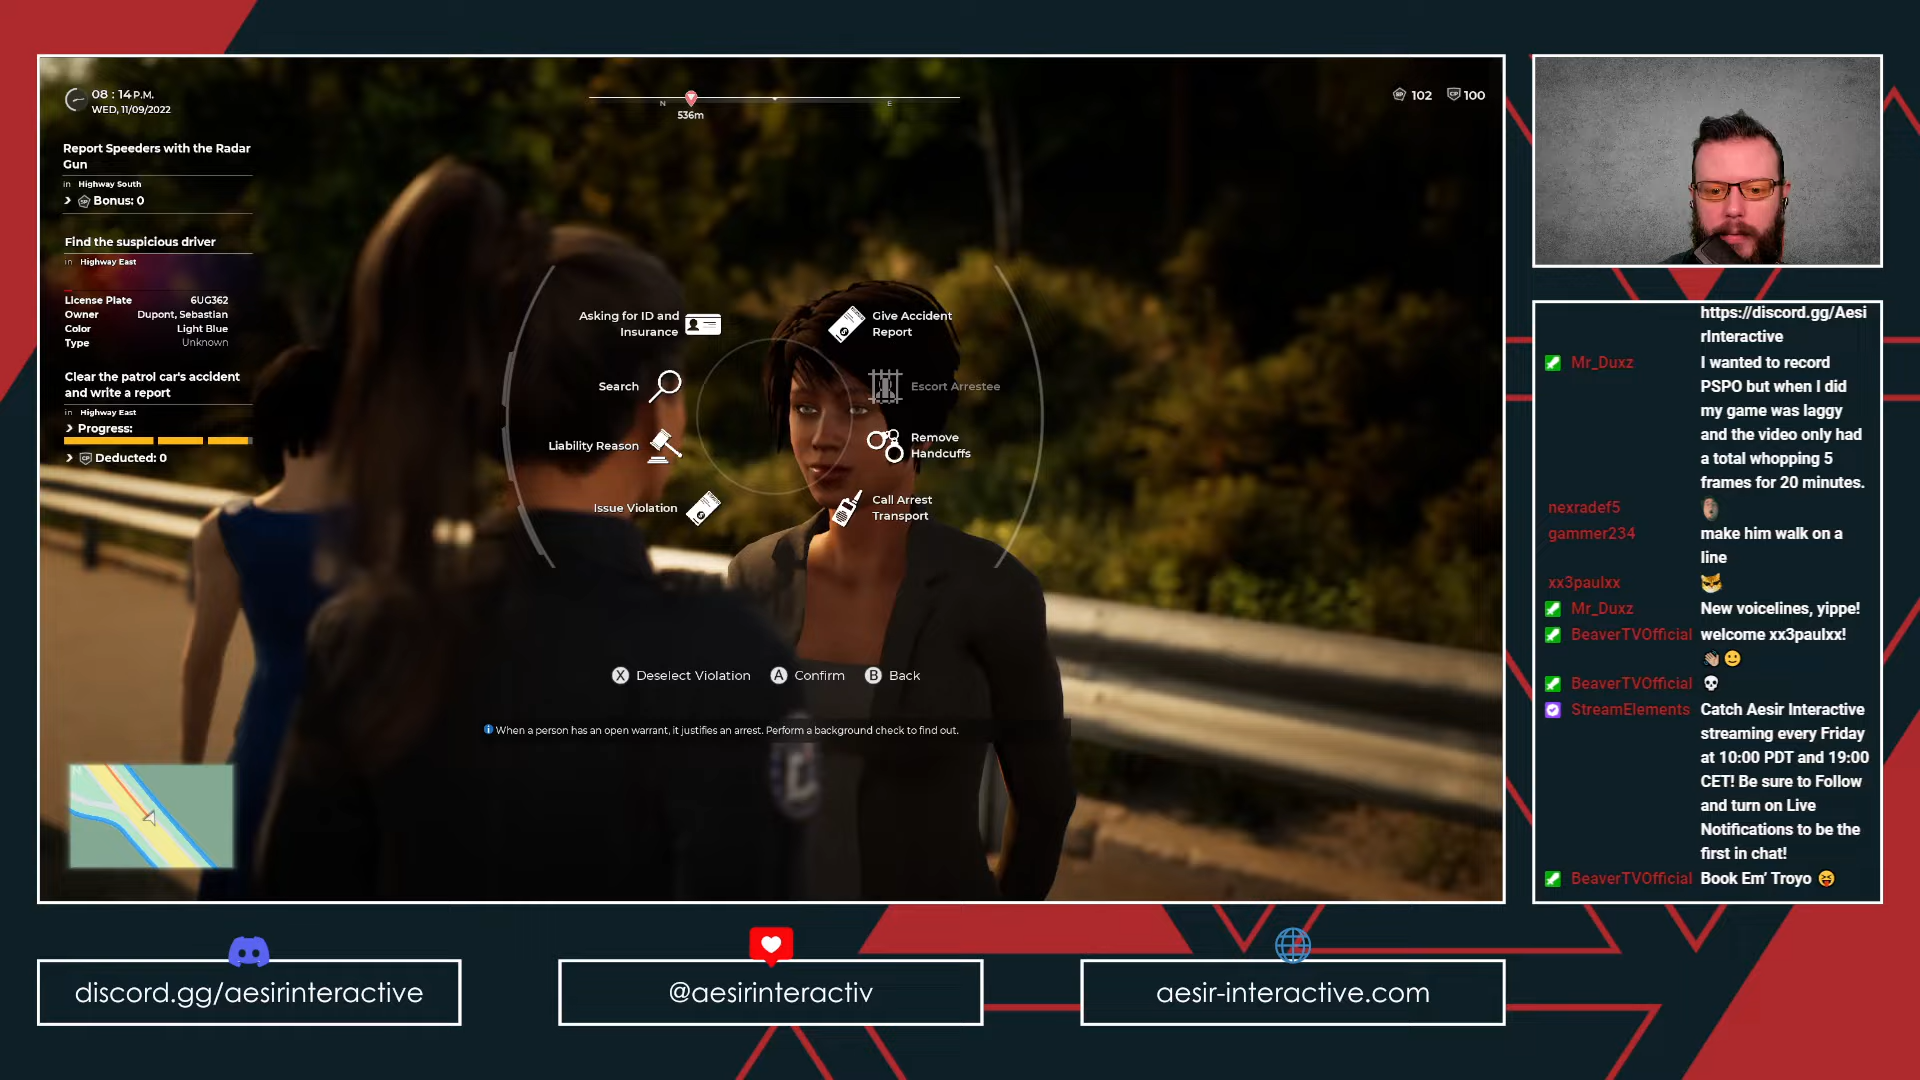 08 : 14 P.M.
WED, 11/09/2022
N
E
536m
102
100
Report Speeders with the Radar
Gun
in Highway South
Bonus: 0
Find the suspicious driver
in Highway East
License Plate 6UG362
Owner Dupont, Sebastian
Color Light Blue
Type Unknown
Clear the patrol car's accident
and write a report
in Highway East
Progress:
Deducted: 0
Asking for ID and
Insurance
Search
Liability Reason
Issue Violation
Give Accident
Report
Escort Arrestee
Remove
Handcuffs
Call Arrest
Transport
X Deselect Violation A Confirm B Back
When a person has an open warrant, it justifies an arrest. Perform a background check to find out.
https://discord.gg/Aesi
rInteractive
Mr_Duxz I wanted to record
PSPO but when I did
my game was laggy
and the video only had
a total whopping 5
frames for 20 minutes.
nexradef5
gammer234 make him walk on a
line
xx3paulxx
Mr_Duxz New voicelines, yippe!
BeaverTVOfficial welcome xx3paulxx!
BeaverTVOfficial
StreamElements Catch Aesir Interactive
streaming every Friday
at 10:00 PDT and 19:00
CET! Be sure to Follow
and turn on Live
Notifications to be the
first in chat!
BeaverTVOfficial Book Em' Troyo
discord.gg/aesirinteractive
@aesirinteractiv
aesir-interactive.com